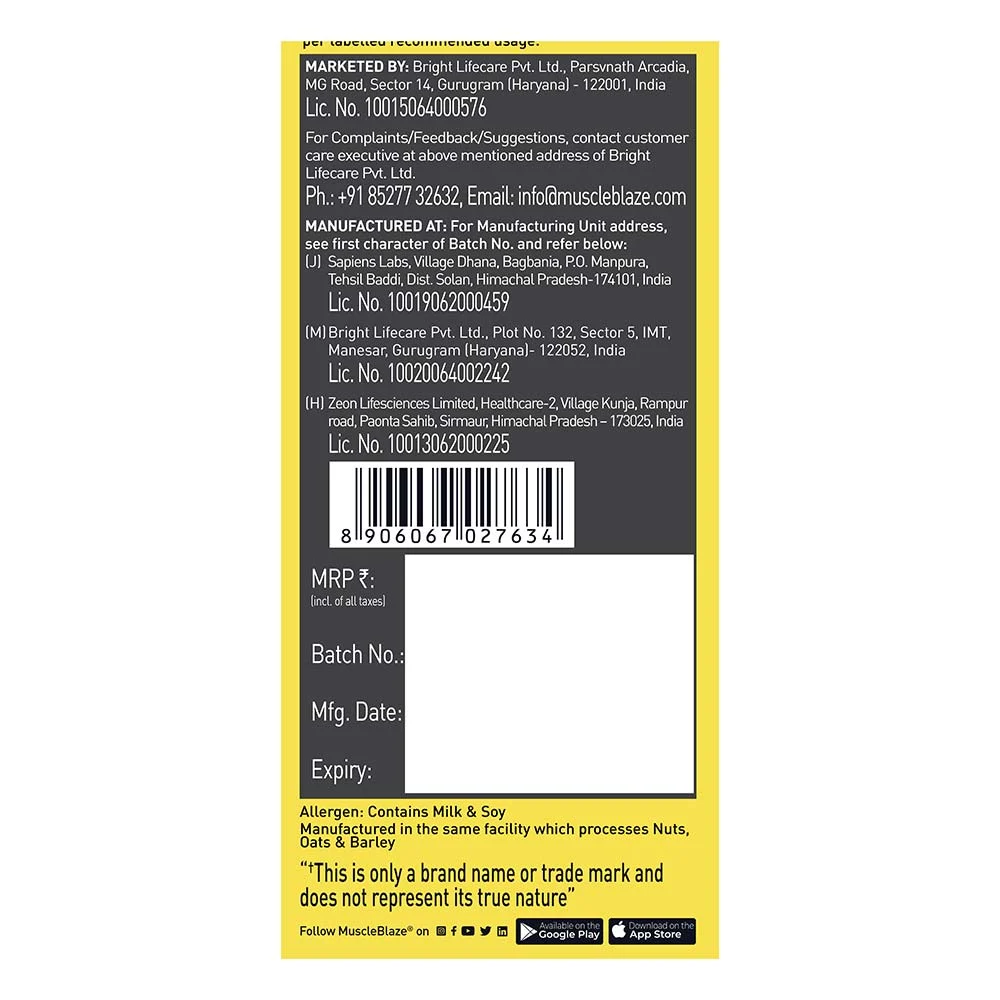 per labelled recommended usage.
MARKETED BY: Bright Lifecare Pvt. Ltd., Parsvnath Arcadia,
MG Road, Sector 14, Gurugram (Haryana) - 122001, India
Lic. No. 10015064000576
For Complaints/Feedback/Suggestions, contact customer
care executive at above mentioned address of Bright
Lifecare Pvt. Ltd.
Ph.: +91 85277 32632, Email: info@muscleblaze.com
MANUFACTURED AT: For Manufacturing Unit address,
see first character of Batch No. and refer below:
(J) Sapiens Labs, Village Dhana, Bagbania, P.O. Manpura,
Tehsil Baddi, Dist. Solan, Himachal Pradesh-174101, India
Lic. No. 10019062000459
(M) Bright Lifecare Pvt. Ltd., Plot No. 132, Sector 5, IMT,
Manesar, Gurugram (Haryana)- 122052, India
Lic. No. 10020064002242
(H) Zeon Lifesciences Limited, Healthcare-2, Village Kunja, Rampur
road, Paonta Sahib, Sirmaur, Himachal Pradesh – 173025, India
Lic. No. 10013062000225
8 906067 027634
MRP ₹:
(incl. of all taxes)
Batch No.:
Mfg. Date:
Expiry:
Allergen: Contains Milk & Soy
Manufactured in the same facility which processes Nuts,
Oats & Barley
“†This is only a brand name or trade mark and
does not represent its true nature”
Follow MuscleBlaze® on
Available on the
Google Play
Download on the
App Store